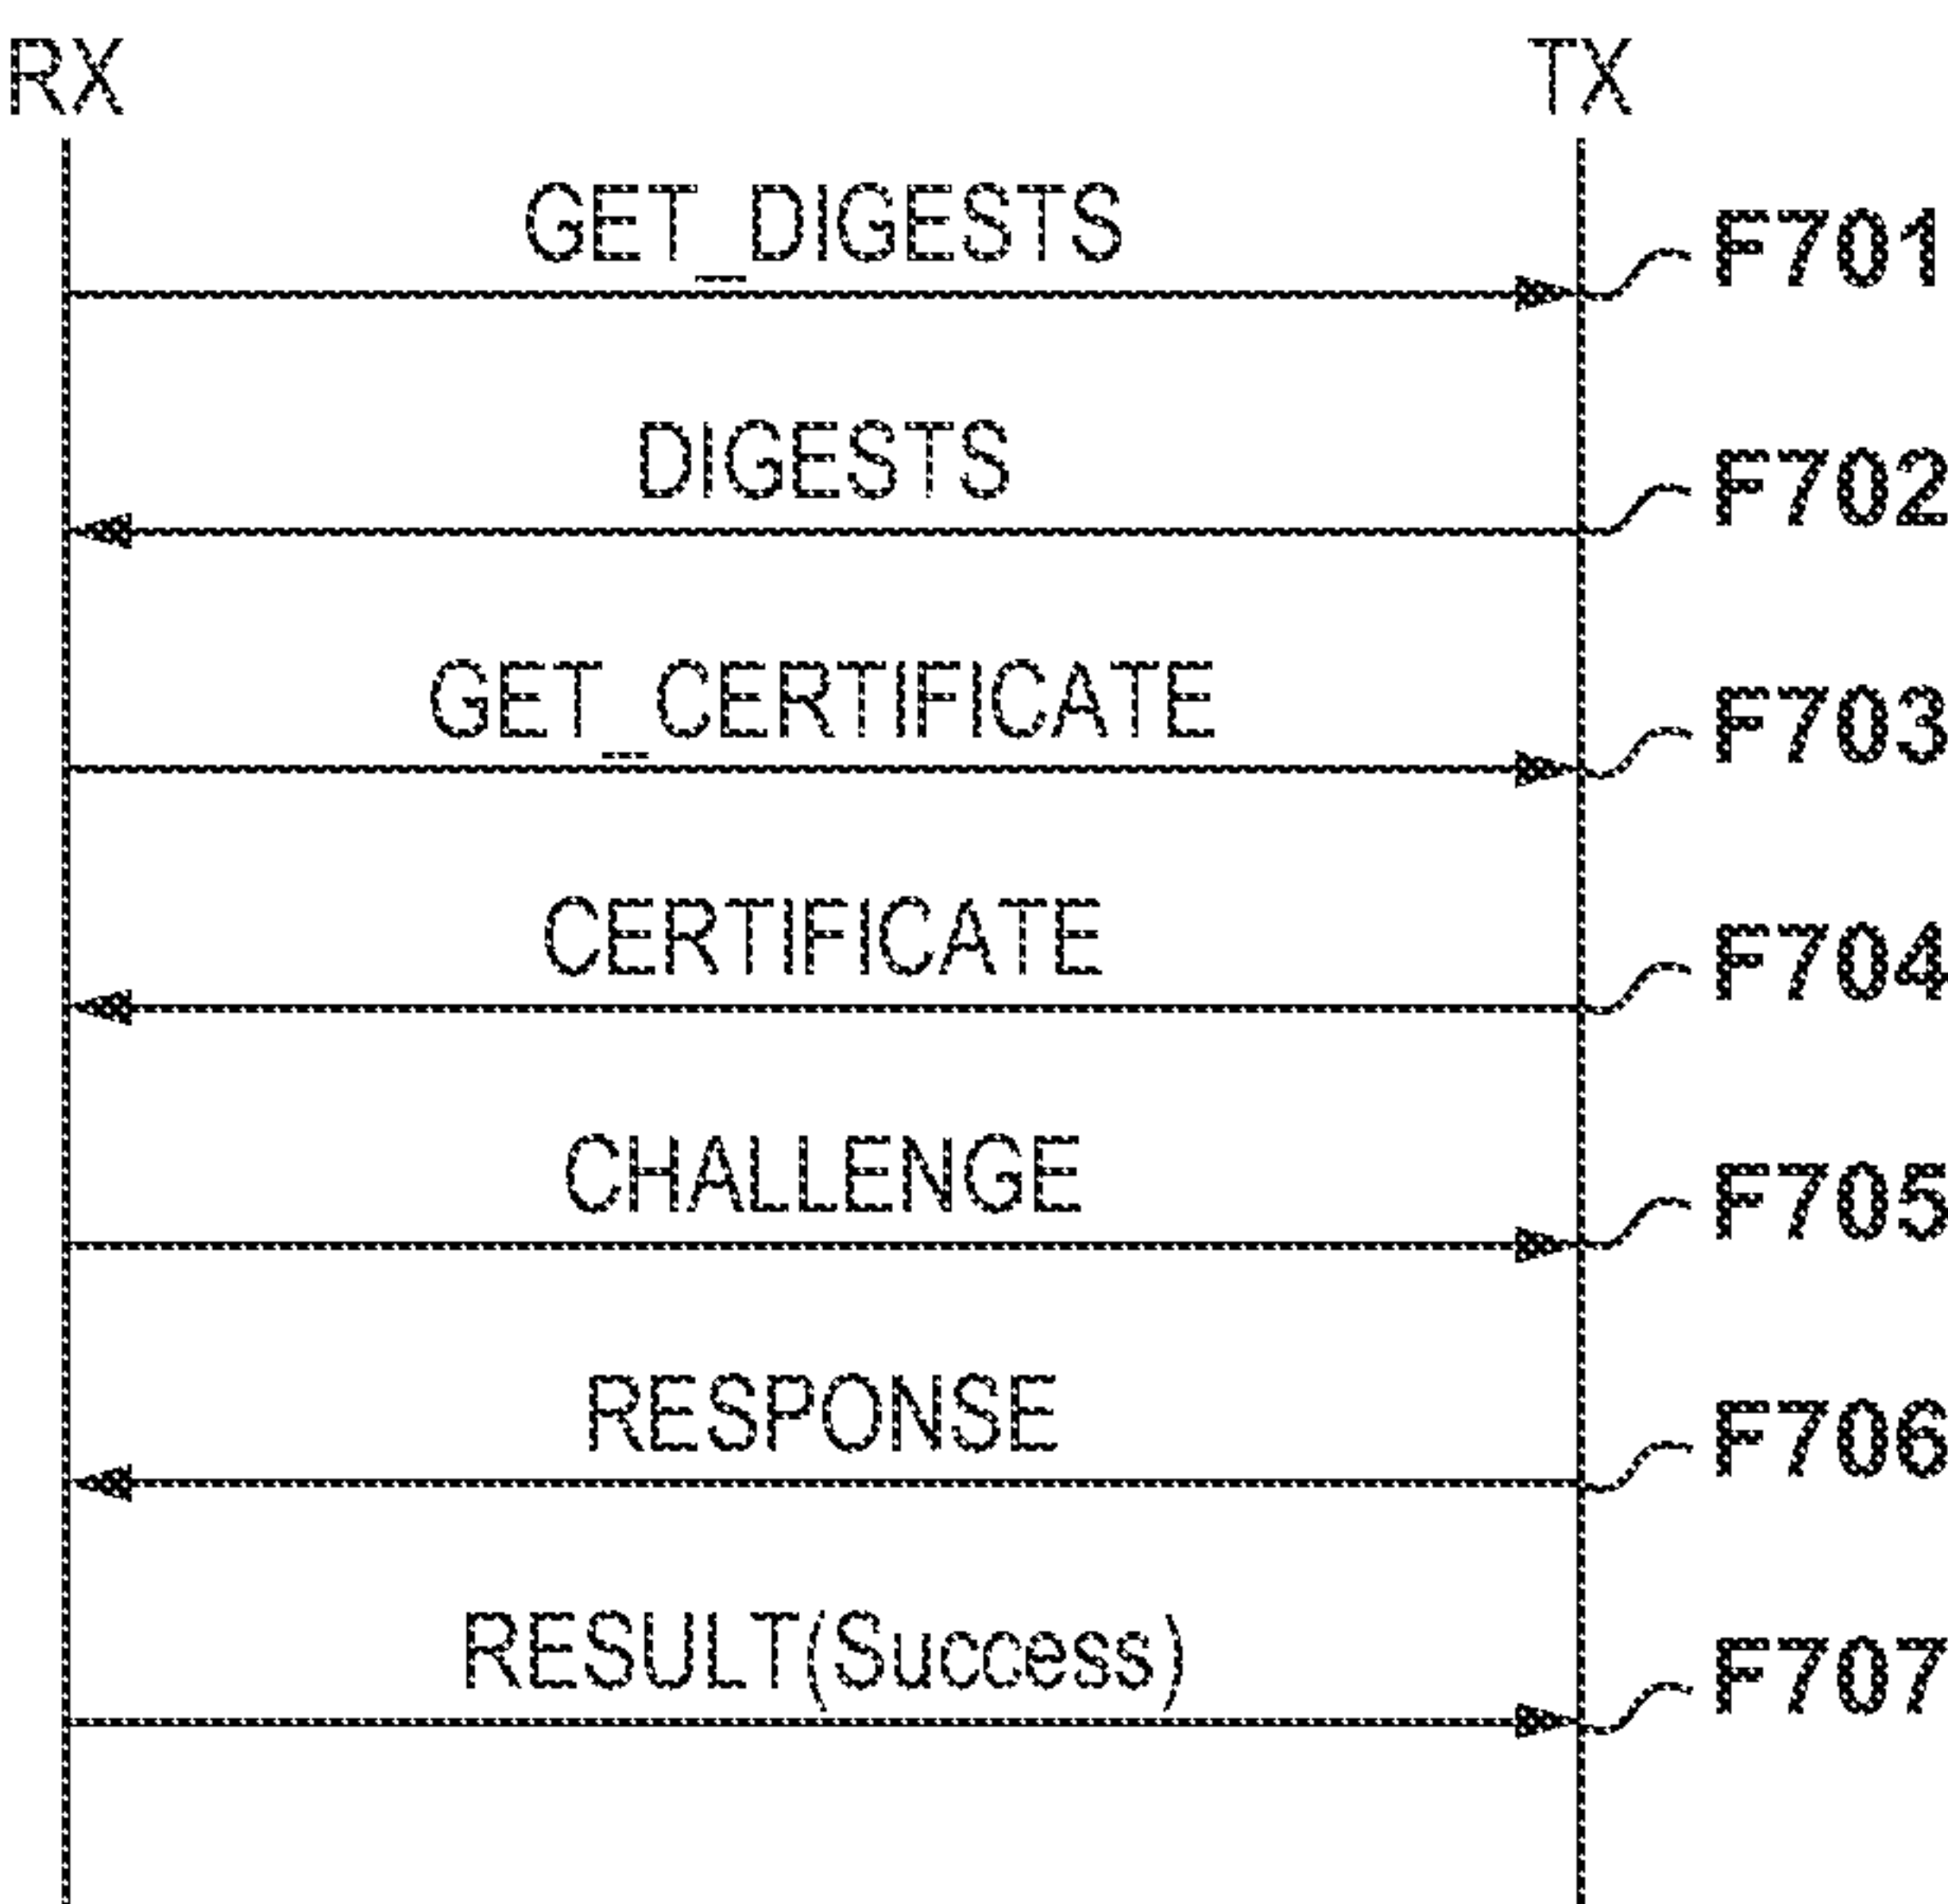 RX TX
GET_DIGESTS F701
DIGESTS F702
GET_CERTIFICATE F703
CERTIFICATE F704
CHALLENGE F705
RESPONSE F706
RESULT(Success) F707